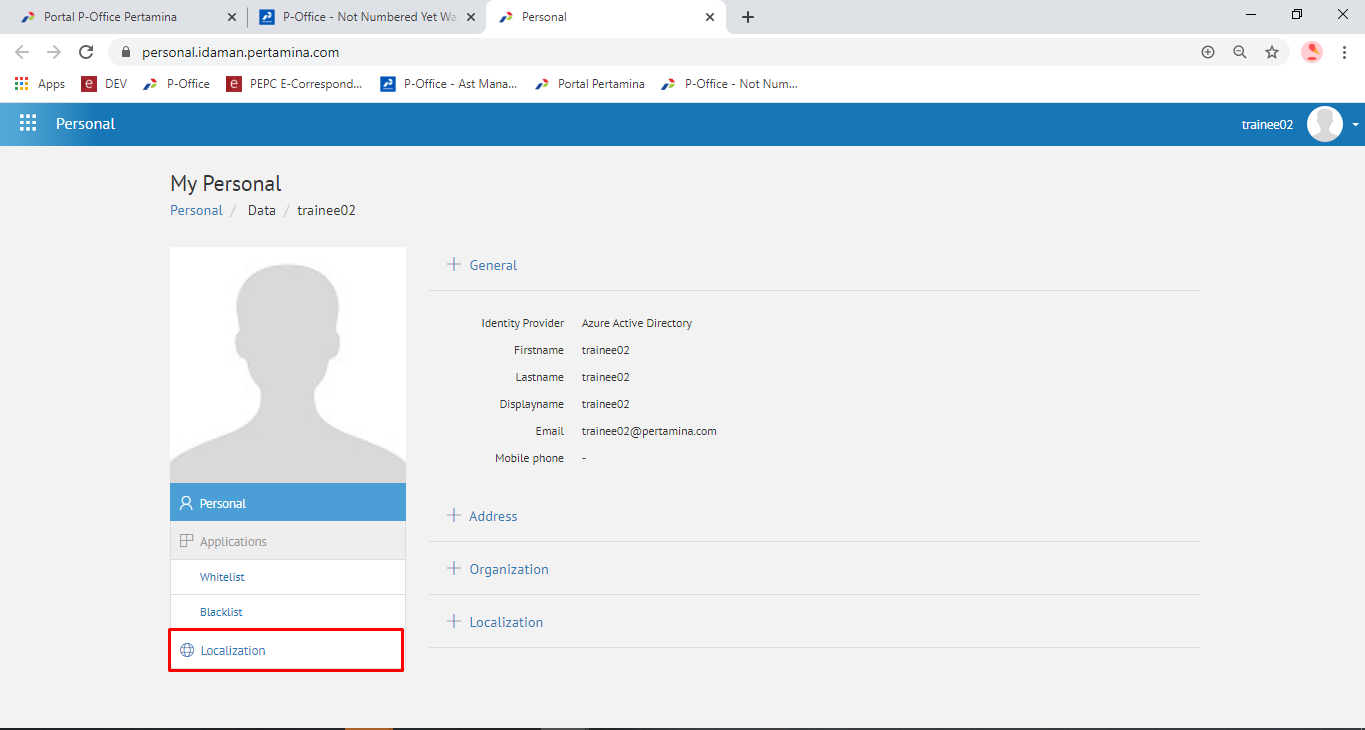 Portal P-Office Pertamina
P-Office - Not Numbered Yet Wa
Personal
personal.idaman.pertamina.com
Apps
DEV
P-Office
PEPC E-Correspond...
P-Office - Ast Mana...
Portal Pertamina
P-Office - Not Num...
Personal
trainee02
My Personal
Personal / Data / trainee02
General
Identity Provider Azure Active Directory
Firstname trainee02
Lastname trainee02
Displayname trainee02
Email trainee02@pertamina.com
Mobile phone -
Personal
Applications
Whitelist
Blacklist
Localization
Address
Organization
Localization